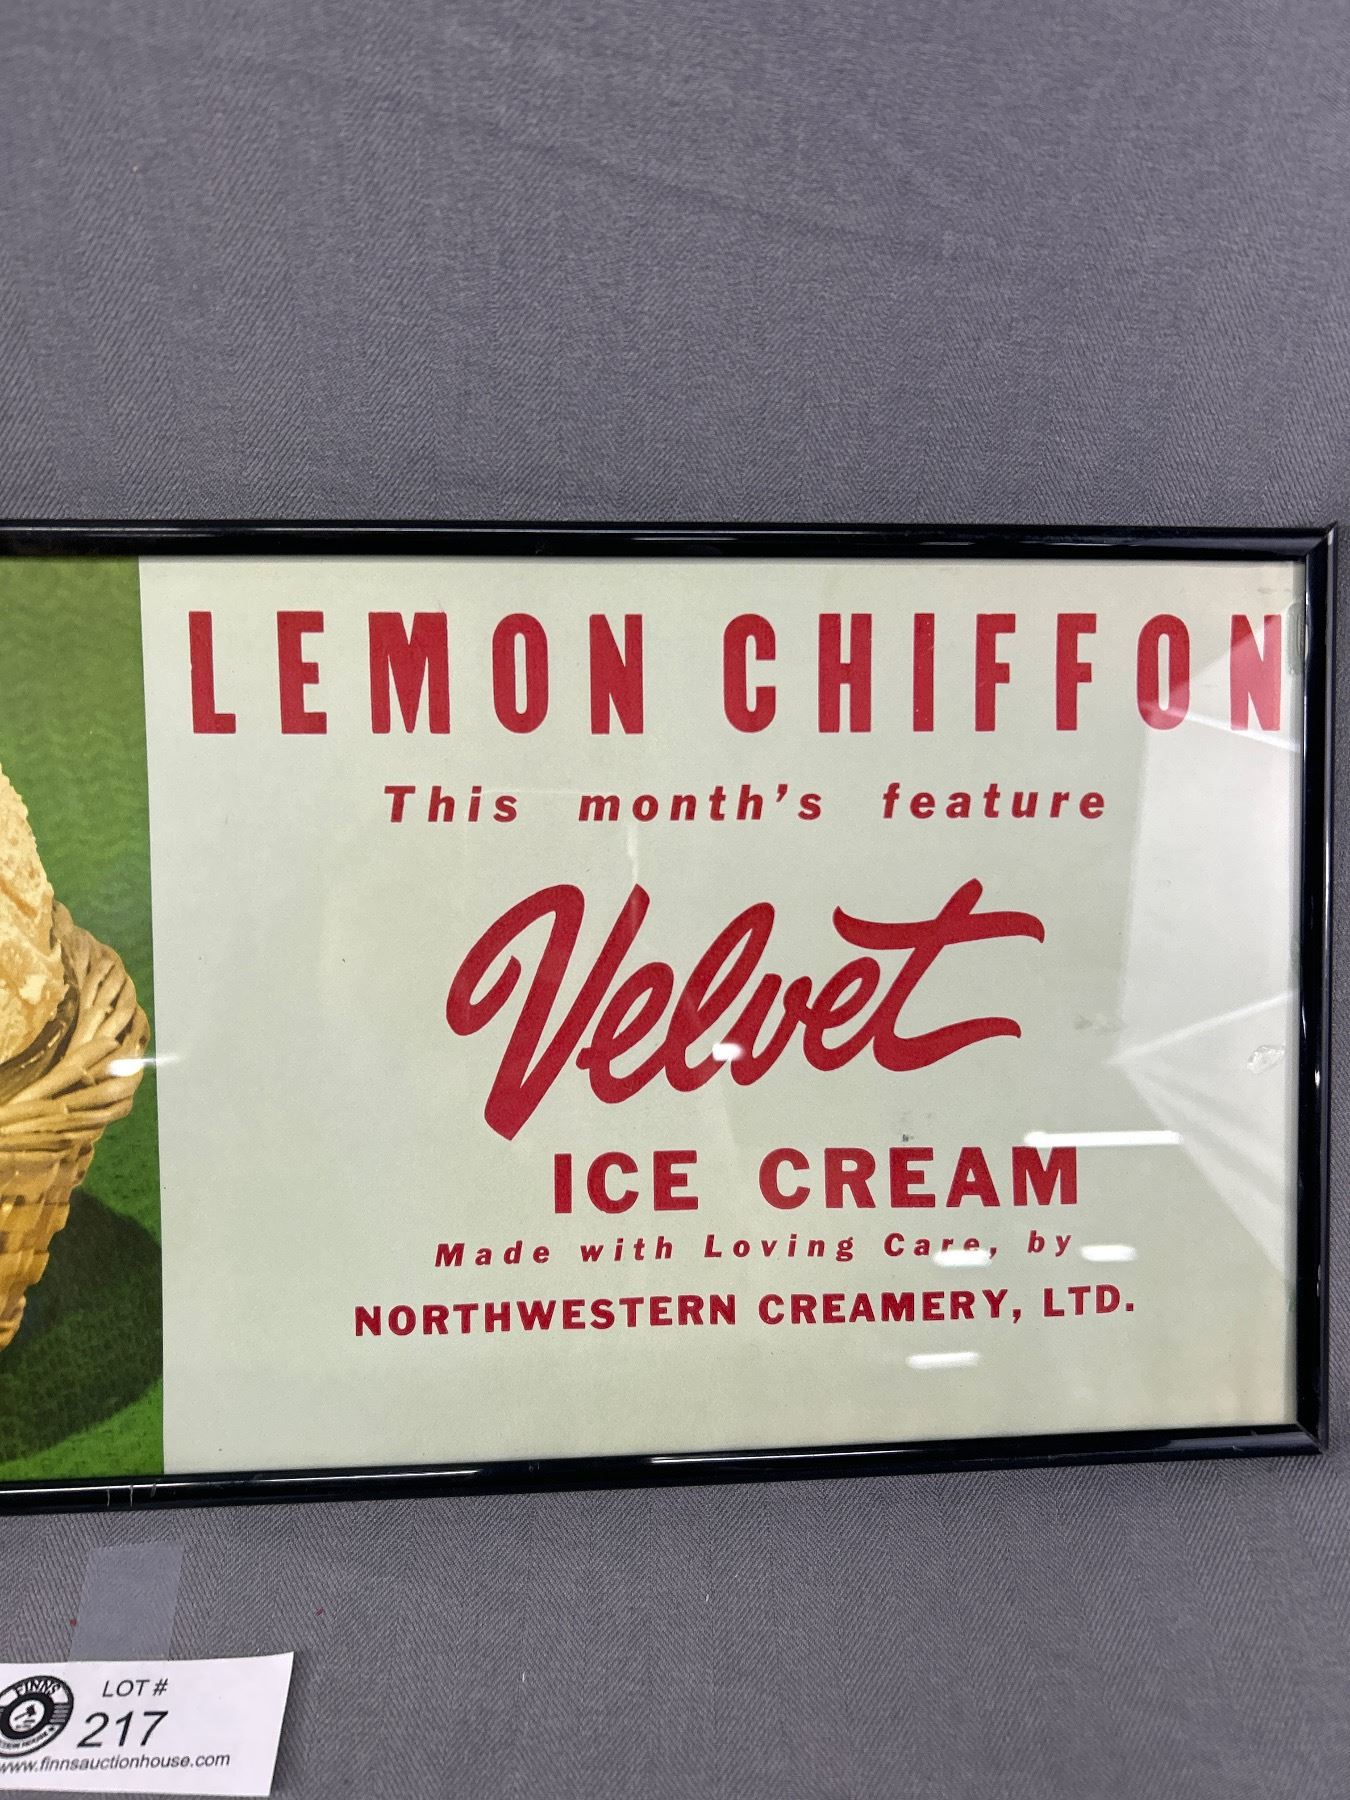 LEMON CHIFFON
This month's feature
Velvet
ICE CREAM
Made with Loving Care, by
NORTHWESTERN CREAMERY, LTD.
FINNS
LOT #
217
www.finnsauctionhouse.com